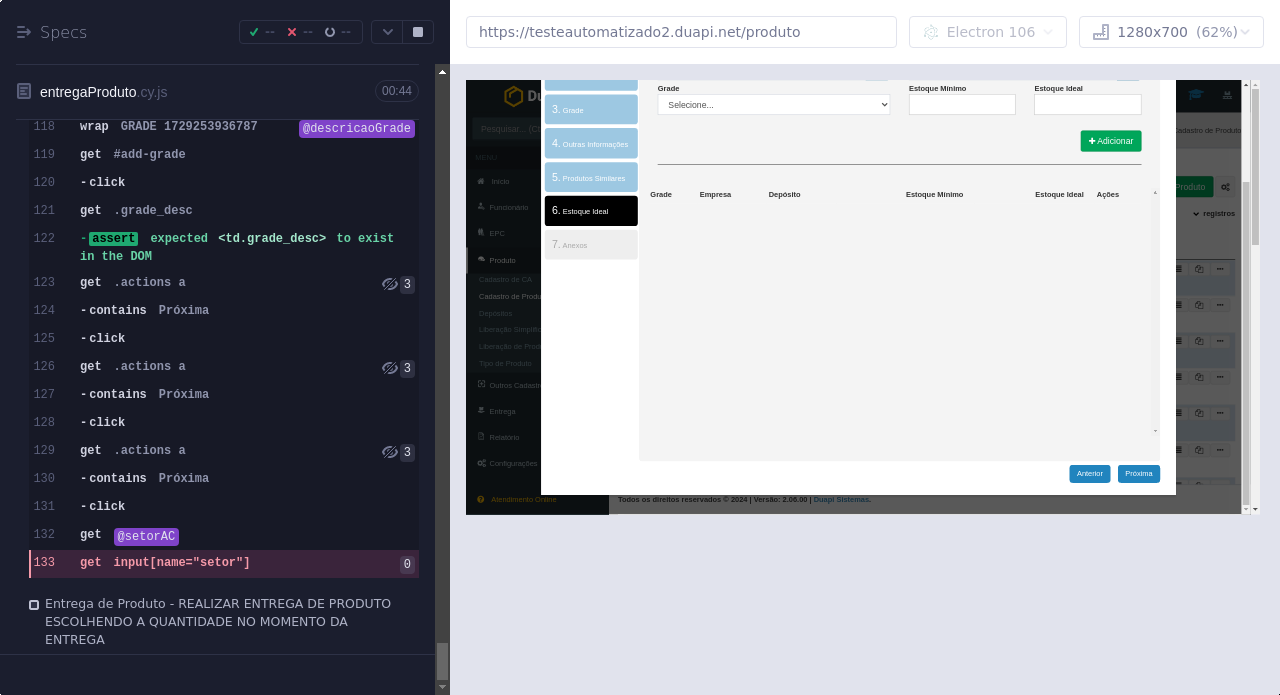 Specs
-- -- --
entregaProduto.cy.js
00:44
118 wrap GRADE 1729253936787 @descricaoGrade
119 get #add-grade
120 -click
121 get .grade_desc
122 -assert expected <td.grade_desc> to exist
in the DOM
123 get .actions a 3
124 -contains Próxima
125 -click
126 get .actions a 3
127 -contains Próxima
128 -click
129 get .actions a 3
130 -contains Próxima
131 -click
132 get @setorAC
133 get input[name="setor"] 0
Entrega de Produto - REALIZAR ENTREGA DE PRODUTO
ESCOLHENDO A QUANTIDADE NO MOMENTO DA
ENTREGA
https://testeautomatizado2.duapi.net/produto
Electron 106
1280x700 (62%)
Du
Pesquisar... (C
MENU
Início
Funcionário
EPC
Produto
Cadastro de CA
Cadastro de Produ
Depósitos
Liberação Simplific
Liberação de Prod
Tipo de Produto
Outros Cadastr
Entrega
Relatório
Configurações
Atendimento Online
3. Grade
4. Outras Informações
5. Produtos Similares
6. Estoque Ideal
7. Anexos
Grade
Estoque Mínimo
Estoque Ideal
Selecione...
Adicionar
Grade Empresa Depósito Estoque Mínimo Estoque Ideal Ações
Anterior
Próxima
Cadastro de Produto
Produto
registros
Todos os direitos reservados © 2024 | Versão: 2.06.00 | Duapi Sistemas.